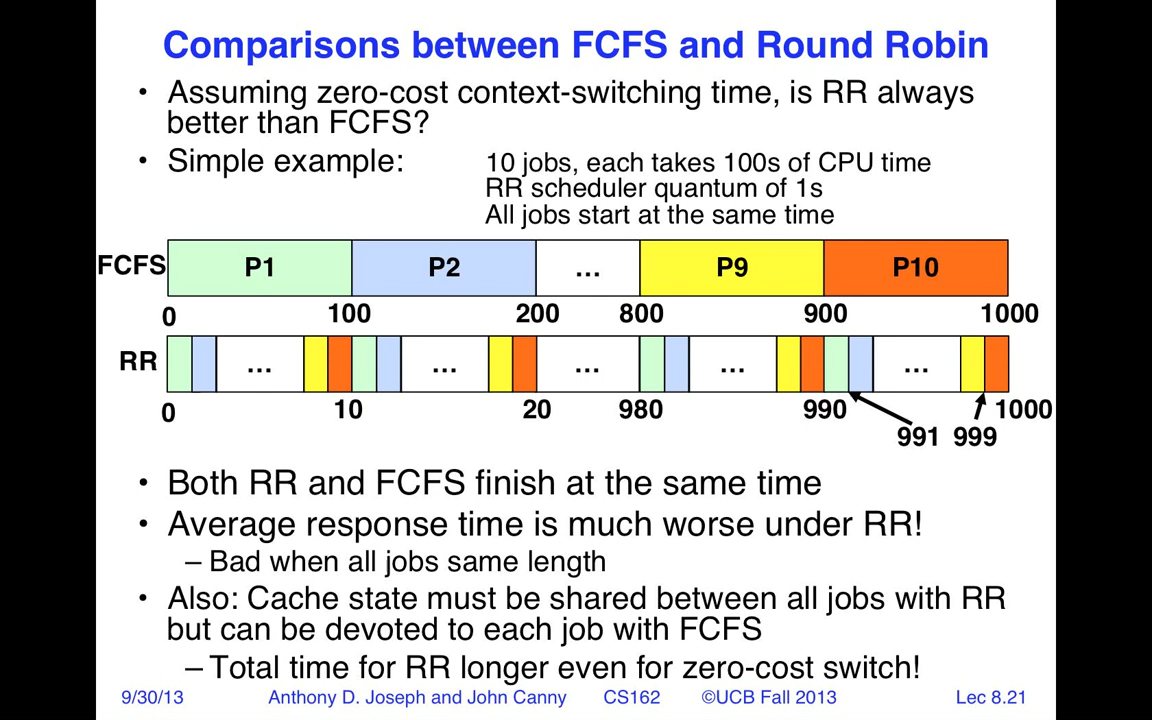 Comparisons between FCFS and Round Robin
• Assuming zero-cost context-switching time, is RR always
better than FCFS?
• Simple example: 10 jobs, each takes 100s of CPU time
RR scheduler quantum of 1s
All jobs start at the same time
FCFS P1 P2 ... P9 P10
0 100 200 800 900 1000
RR ... ... ... ... ...
0 10 20 980 990 1000
991 999
• Both RR and FCFS finish at the same time
• Average response time is much worse under RR!
– Bad when all jobs same length
• Also: Cache state must be shared between all jobs with RR
but can be devoted to each job with FCFS
– Total time for RR longer even for zero-cost switch!
9/30/13 Anthony D. Joseph and John Canny CS162 ©UCB Fall 2013 Lec 8.21